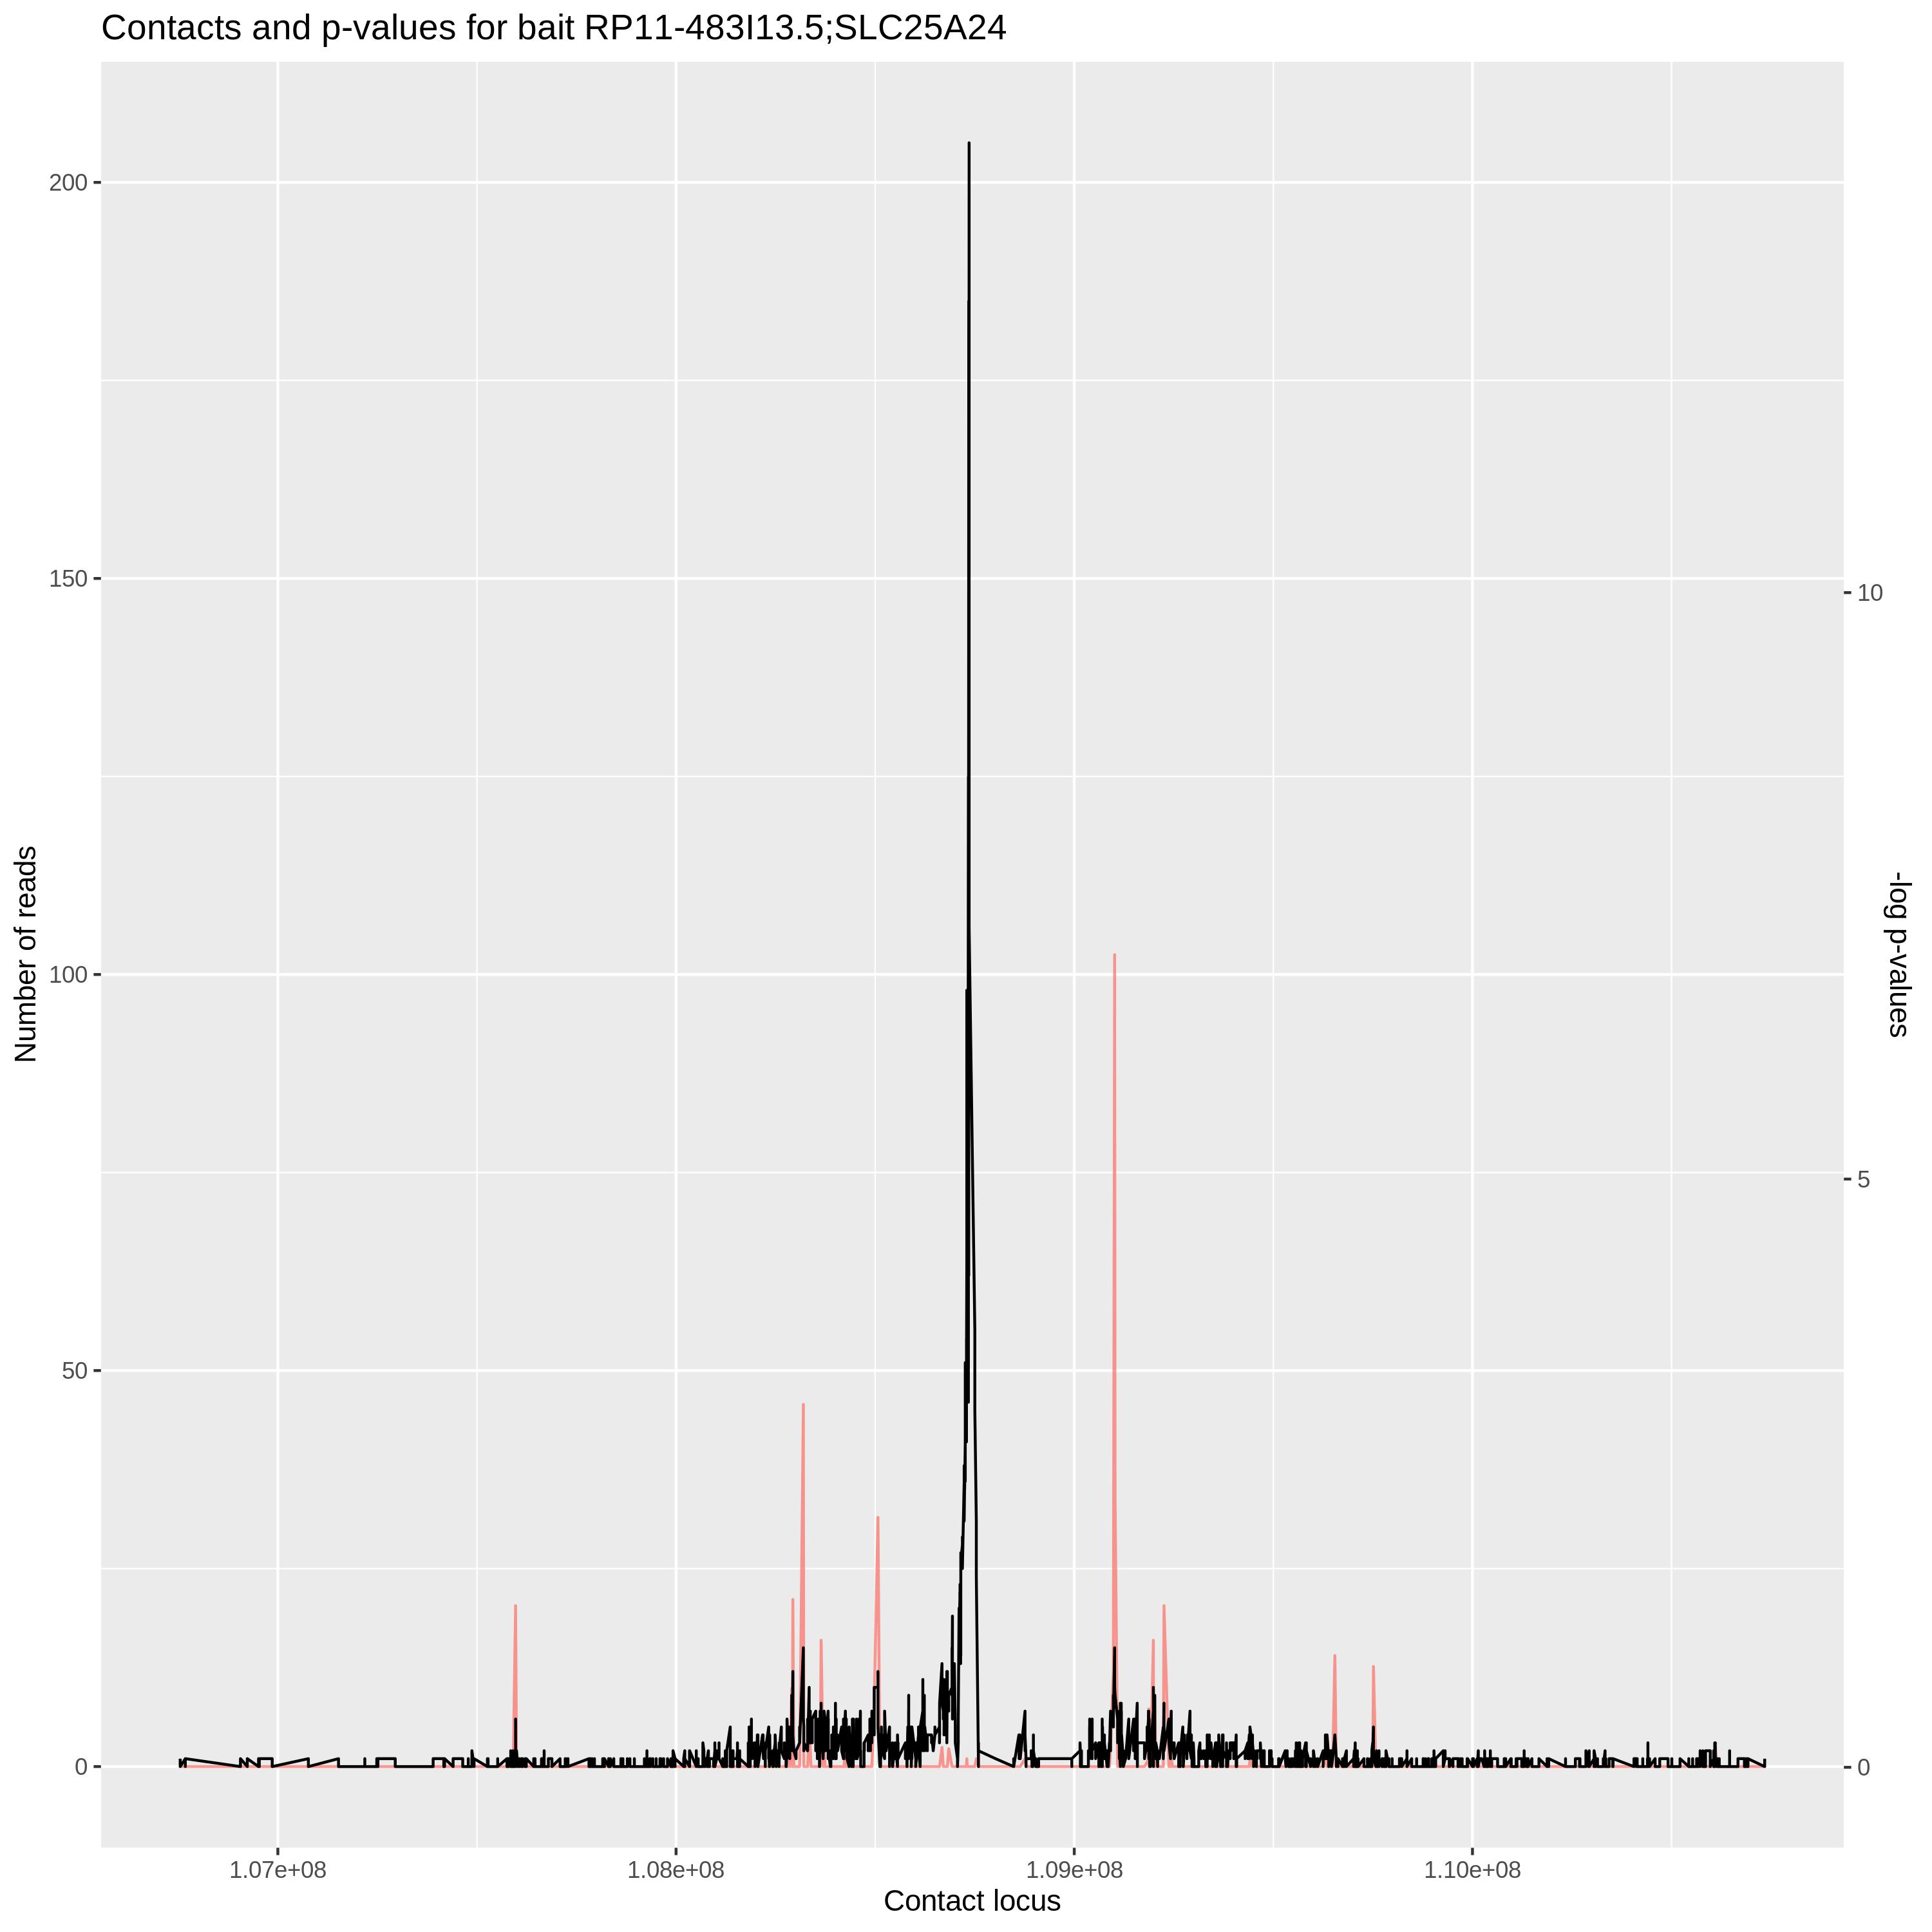 Contacts and p-values for bait RP11-483I13.5;SLC25A24
200
150
100
50
0
Number of reads
10
5
0
-log p-values
1.07e+08
1.08e+08
1.09e+08
1.10e+08
Contact locus